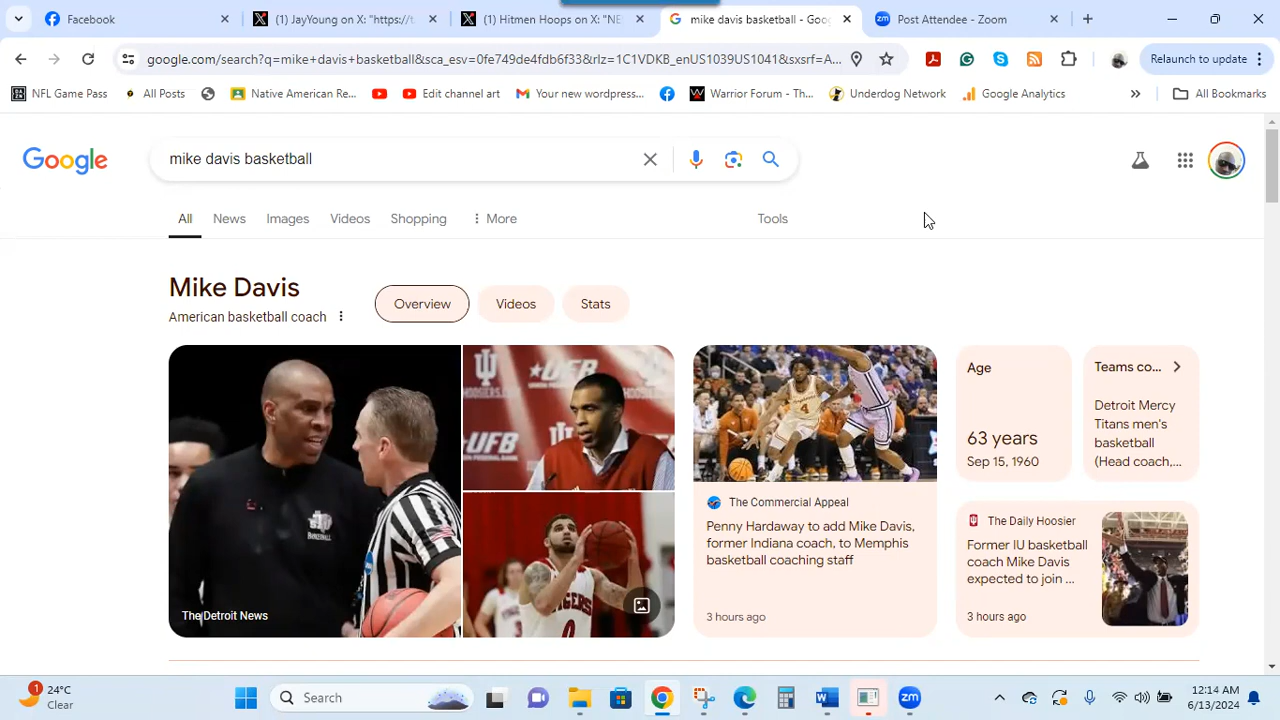 Facebook
(1) JayYoung on X: "https://t
(1) Hitmen Hoops on X: "NE
mike davis basketball - Goo
Post Attendee - Zoom
google.com/search?q=mike+davis+basketball&sca_esv=0fe749de4fdb6f33&rlz=1C1VDKB_enUS1039US1041&sxsrf=A...
Relaunch to update
NFL Game Pass
All Posts
Native American Re...
Edit channel art
Your new wordpress...
Warrior Forum - Th...
Underdog Network
Google Analytics
All Bookmarks
Google
mike davis basketball
All
News
Images
Videos
Shopping
More
Tools
Mike Davis
American basketball coach
Overview
Videos
Stats
The Detroit News
The Commercial Appeal
Penny Hardaway to add Mike Davis,
former Indiana coach, to Memphis
basketball coaching staff
3 hours ago
Age
63 years
Sep 15, 1960
Teams co...
Detroit Mercy
Titans men's
basketball
(Head coach,...
The Daily Hoosier
Former IU basketball
coach Mike Davis
expected to join ...
3 hours ago
1
24°C
Clear
Search
zm
12:14 AM
6/13/2024